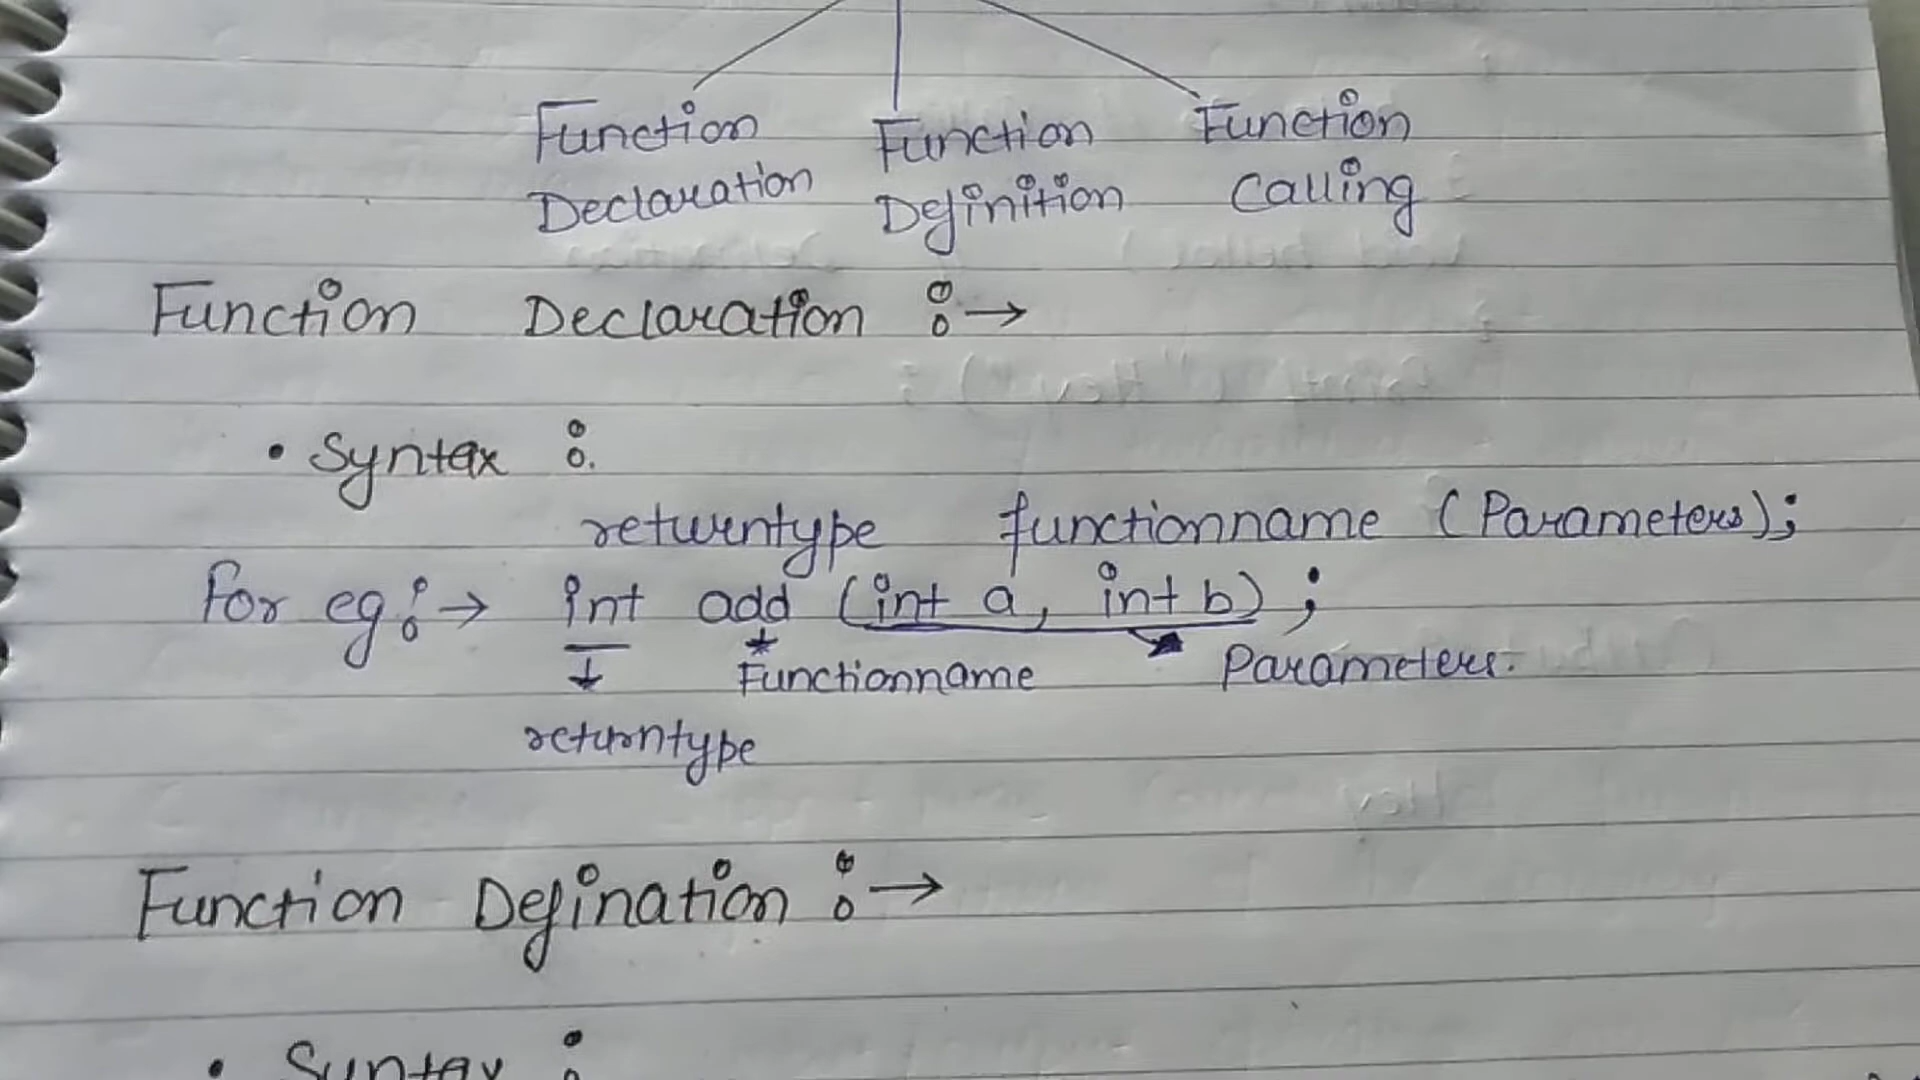 Function Function Function
Declaration Definition Calling
Function Declaration :→
• Syntax :
returntype functionname (Parameters);
For eg :→ int add (int a, int b) ;
Functionname Parameters.
returntype
Function Defination :→
• Syntax :